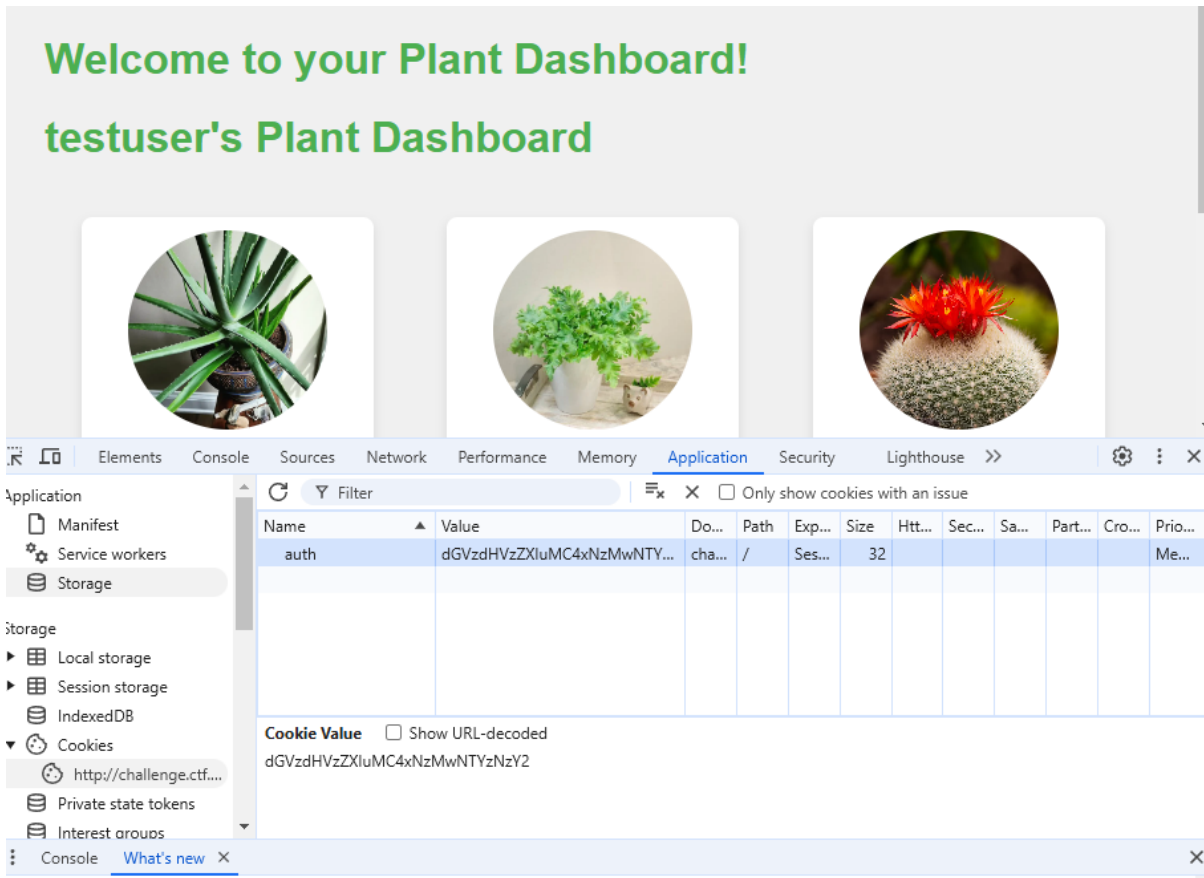 Welcome to your Plant Dashboard!
testuser's Plant Dashboard
Elements Console Sources Network Performance Memory Application Security Lighthouse
Application
Manifest
Service workers
Storage
Storage
Local storage
Session storage
IndexedDB
Cookies
http://challenge.ctf....
Private state tokens
Interest groups
Filter
Only show cookies with an issue
Name Value Do... Path Exp... Size Htt... Sec... Sa... Part... Cro... Prio...
auth dGVzdHVzZXIuMC4xNzMwNTY... cha... / Ses... 32 Me...
Cookie Value Show URL-decoded
dGVzdHVzZXIuMC4xNzMwNTYzNzY2
Console What's new